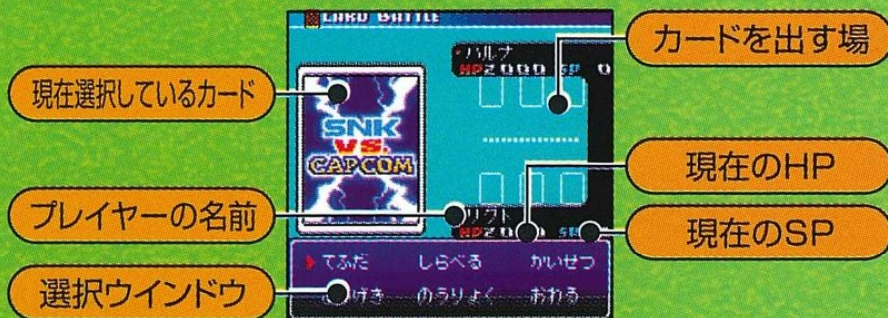 CARD BATTLE
カードを出す場
ハルナ
HP2000 SP 0
現在選択しているカード
SNK
VS.
CAPCOM
現在のHP
プレイヤーの名前
現在のSP
てふだ しらべる かいせつ
選択ウインドウ
のうりょく おわる